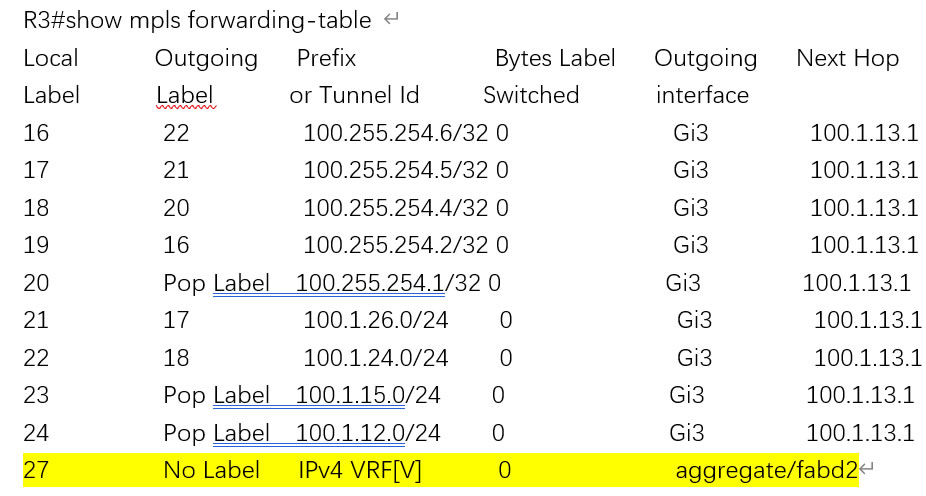 R3#show mpls forwarding-table
Local Outgoing Prefix Bytes Label Outgoing Next Hop
Label Label or Tunnel Id Switched interface
16 22 100.255.254.6/32 0 Gi3 100.1.13.1
17 21 100.255.254.5/32 0 Gi3 100.1.13.1
18 20 100.255.254.4/32 0 Gi3 100.1.13.1
19 16 100.255.254.2/32 0 Gi3 100.1.13.1
20 Pop Label 100.255.254.1/32 0 Gi3 100.1.13.1
21 17 100.1.26.0/24 0 Gi3 100.1.13.1
22 18 100.1.24.0/24 0 Gi3 100.1.13.1
23 Pop Label 100.1.15.0/24 0 Gi3 100.1.13.1
24 Pop Label 100.1.12.0/24 0 Gi3 100.1.13.1
27 No Label IPv4 VRF[V] 0 aggregate/fabd2